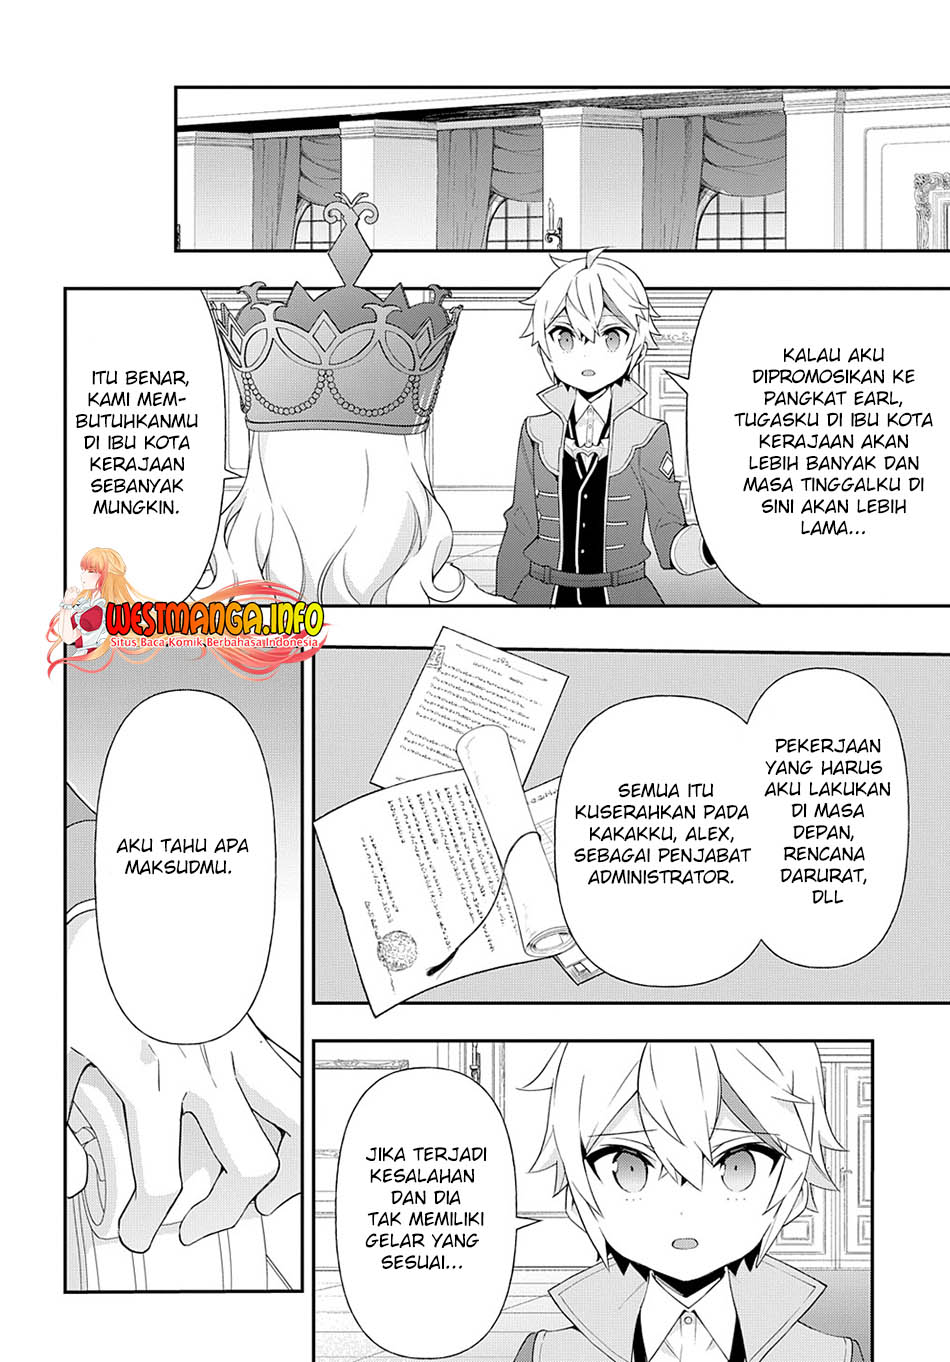 KALAU AKU
DIPROMOSIKAN KE
PANGKAT EARL,
TUGASKU DI IBU KOTA
KERAJAAN AKAN
LEBIH BANYAK DAN
MASA TINGGALKU DI
SINI AKAN LEBIH
LAMA...
ITU BENAR,
KAMI MEM-
BUTUHKANMU
DI IBU KOTA
KERAJAAN
SEBANYAK
MUNGKIN.
WESTMANGA.INFO
Situs Baca Komik Berbahasa Indonesia
PEKERJAAN
YANG HARUS
AKU LAKUKAN
DI MASA
DEPAN,
RENCANA
DARURAT,
DLL
SEMUA ITU
KUSERAHKAN PADA
KAKAKKU, ALEX,
SEBAGAI PENJABAT
ADMINISTRATOR.
JIKA TERJADI
KESALAHAN
DAN DIA
TAK MEMILIKI
GELAR YANG
SESUAI...
AKU TAHU APA
MAKSUDMU.